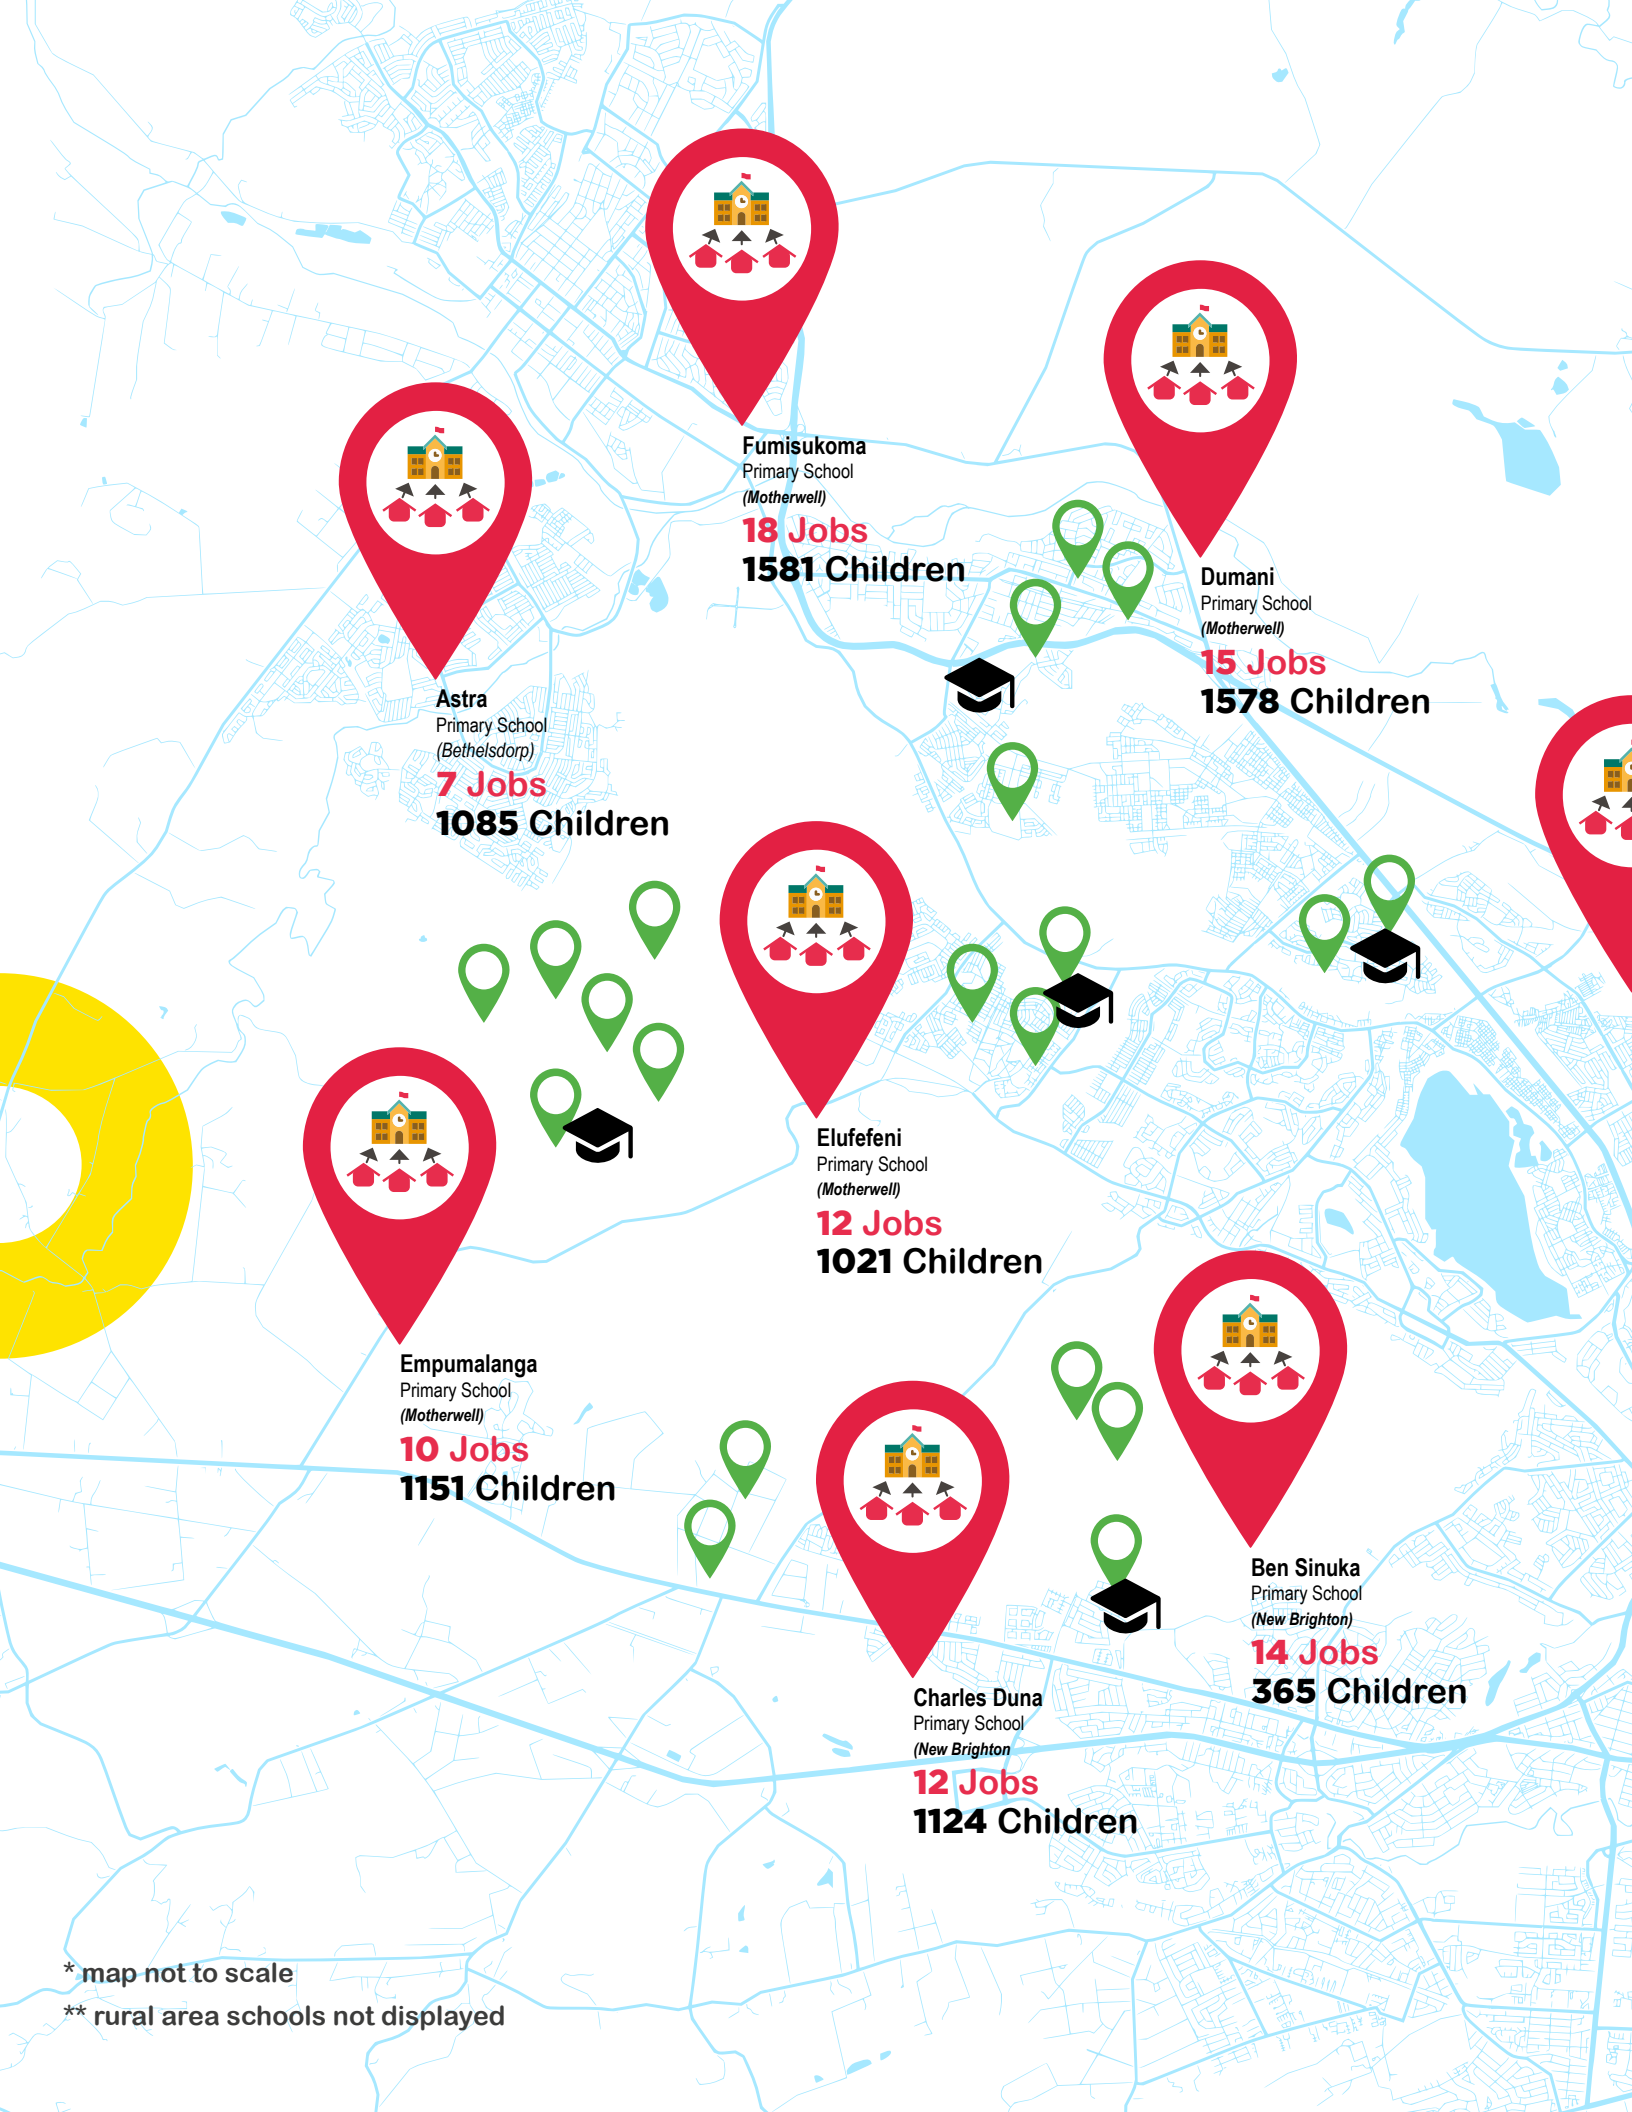 Fumisukoma
Primary School
(Motherwell)
18 Jobs
1581 Children
Dumani
Primary School
(Motherwell)
15 Jobs
1578 Children
Astra
Primary School
(Bethelsdorp)
7 Jobs
1085 Children
Elufefeni
Primary School
(Motherwell)
12 Jobs
1021 Children
Empumalanga
Primary School
(Motherwell)
10 Jobs
1151 Children
Ben Sinuka
Primary School
(New Brighton)
14 Jobs
365 Children
Charles Duna
Primary School
(New Brighton
12 Jobs
1124 Children
* map not to scale
** rural area schools not displayed